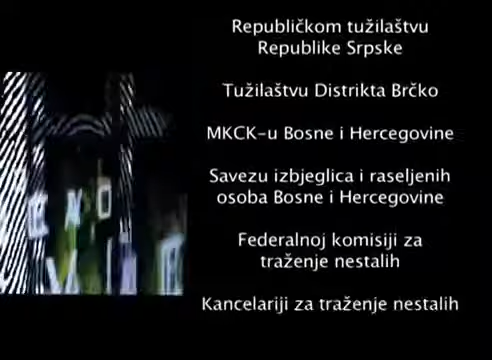 Republičkom tužilaštvu
Republike Srpske
Tužilaštvu Distrikta Brčko
MKCK-u Bosne i Hercegovine
Savezu izbjeglica i raseljenih
osoba Bosne i Hercegovine
Federalnoj komisiji za
traženje nestalih
Kancelariji za traženje nestalih